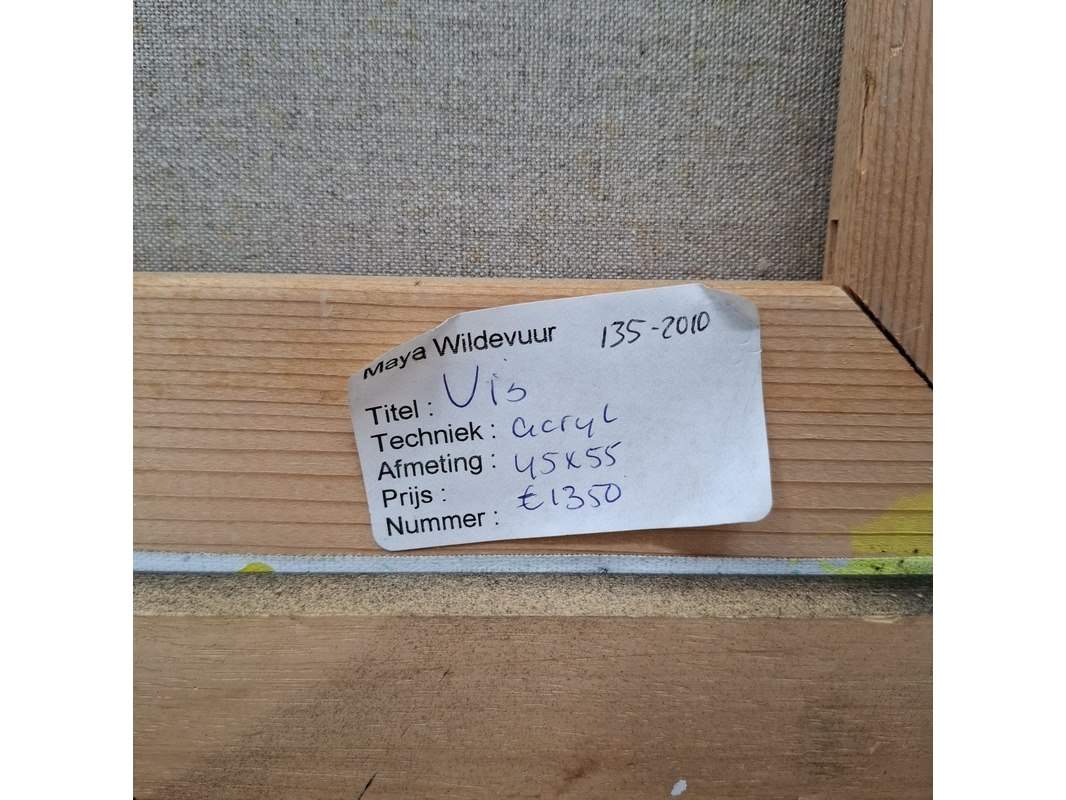 Maya Wildevuur 135-2010
Titel : Vis
Techniek : acryl
Afmeting : 45x55
Prijs : €1350
Nummer :